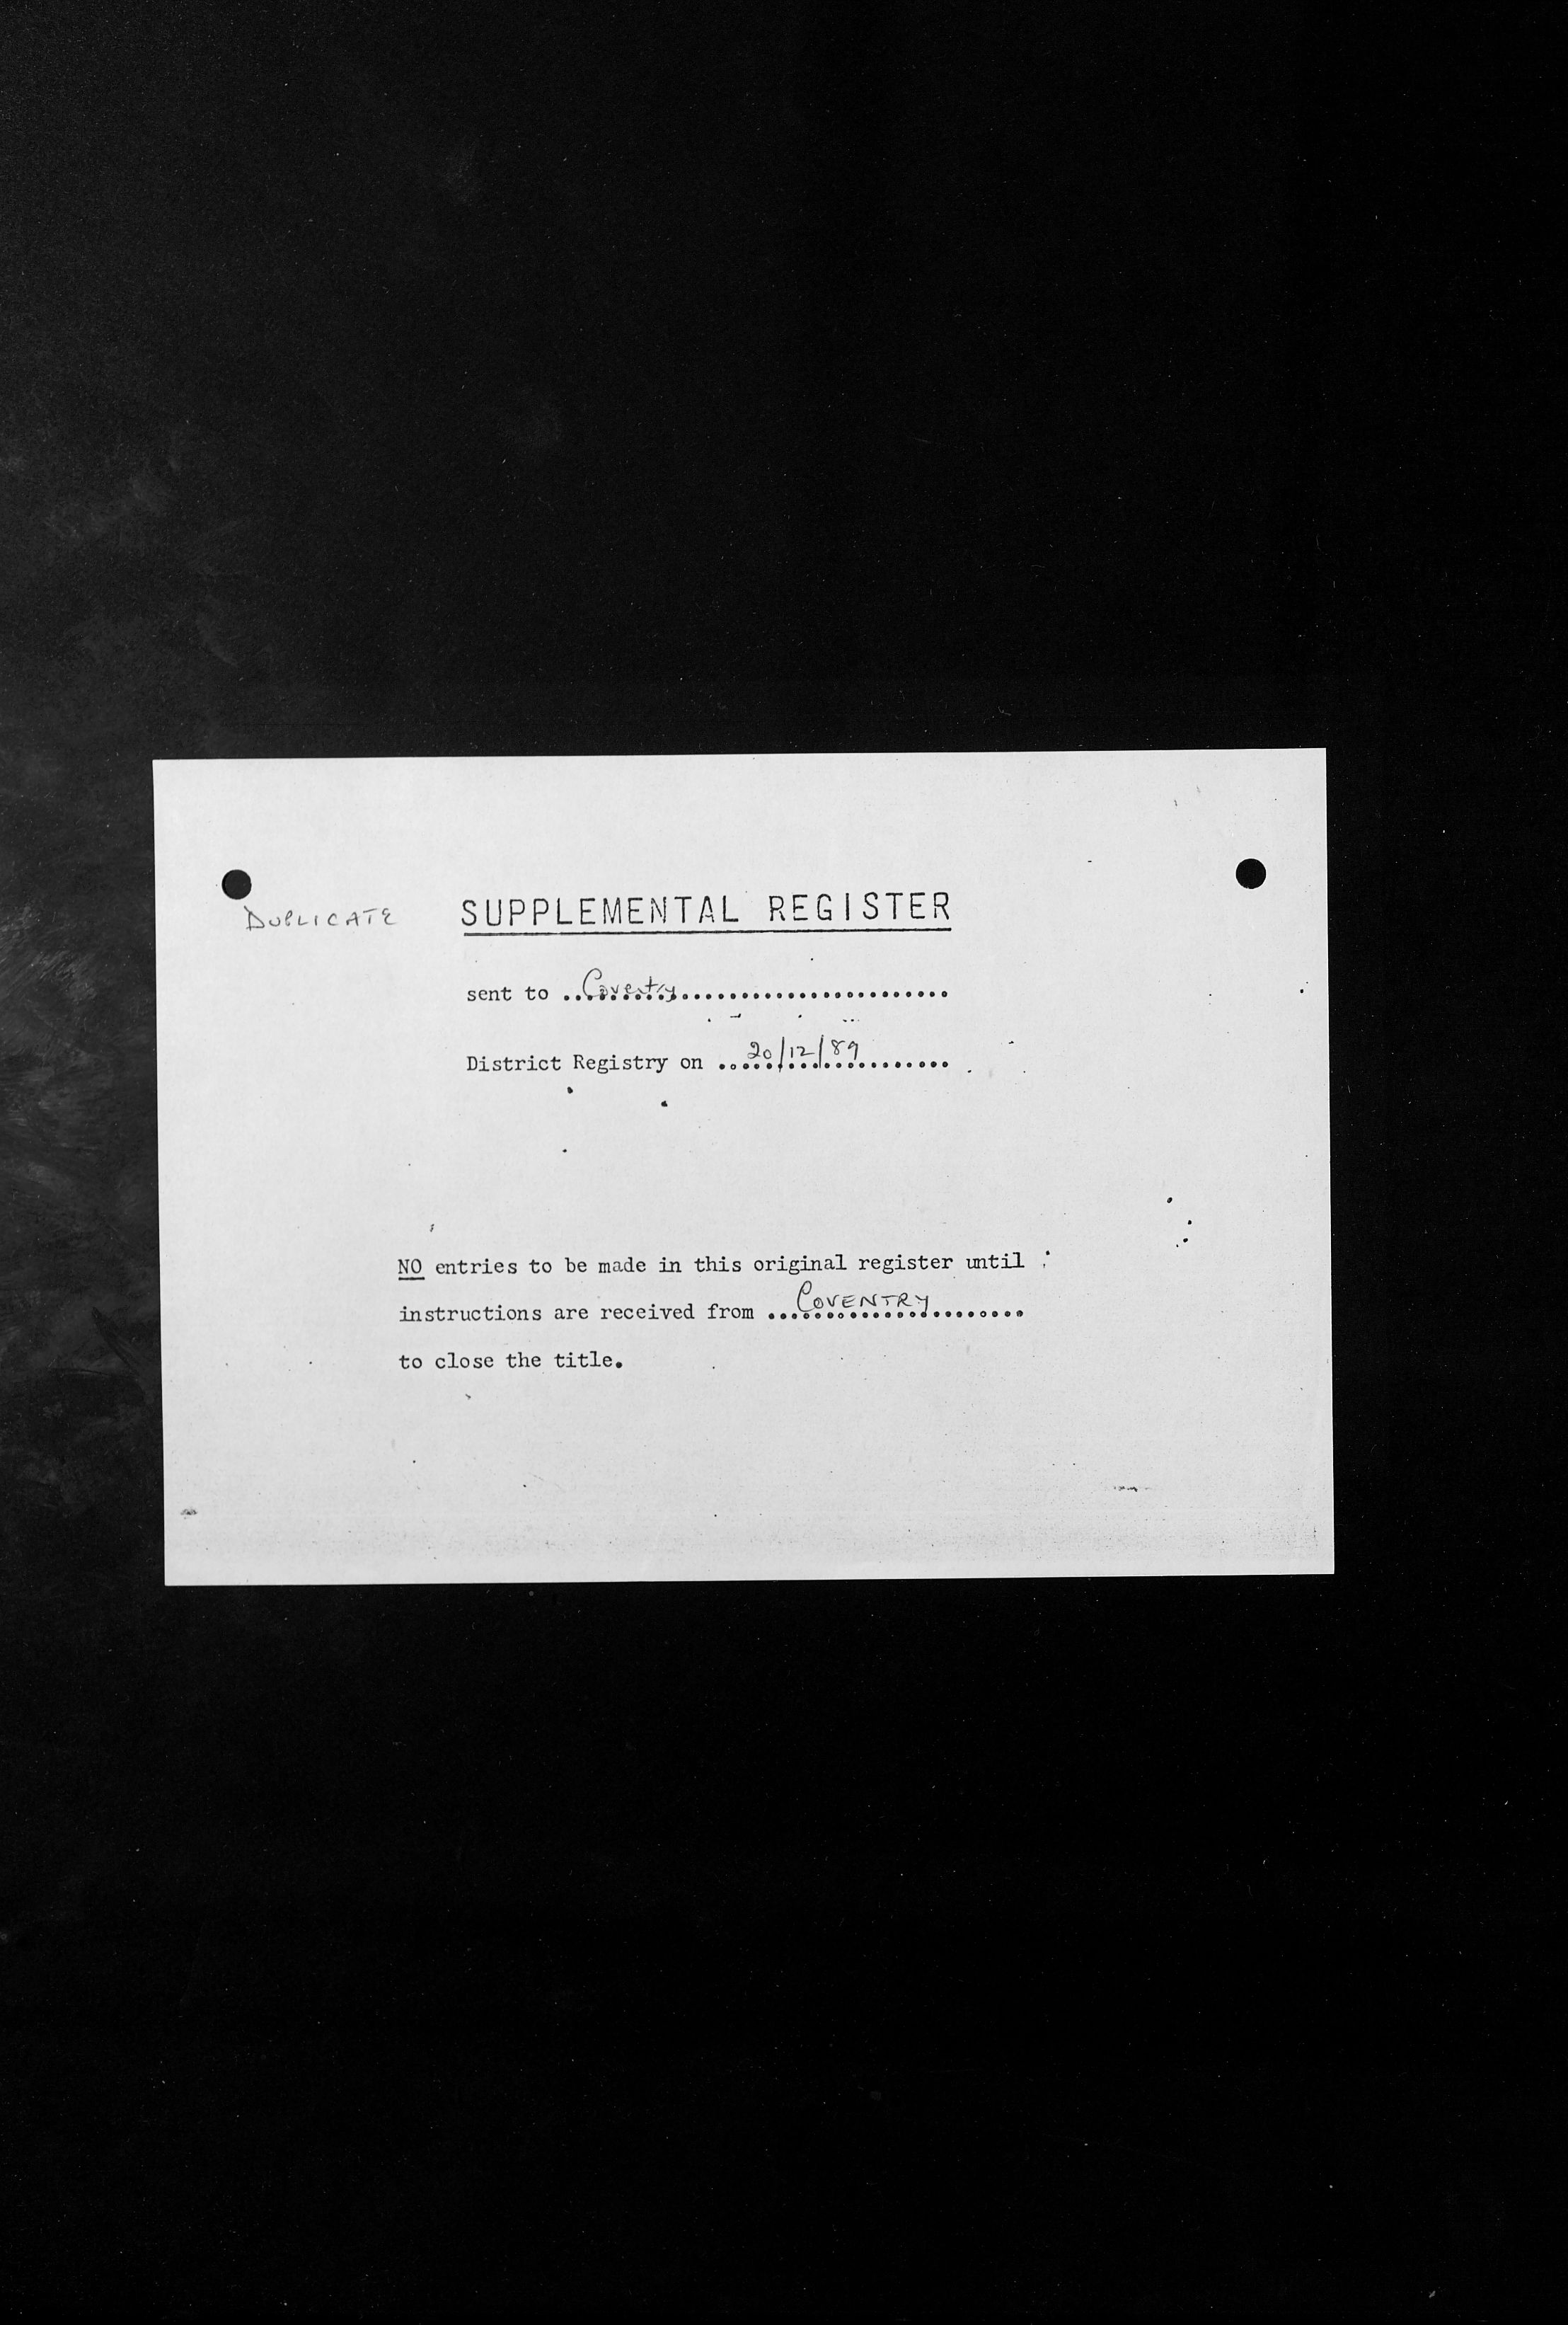 DUPLICATE SUPPLEMENTAL REGISTER
sent to ..Coventry.......................
District Registry on ..20/12/89........
NO entries to be made in this original register until
instructions are received from ..COVENTRY........
to close the title.